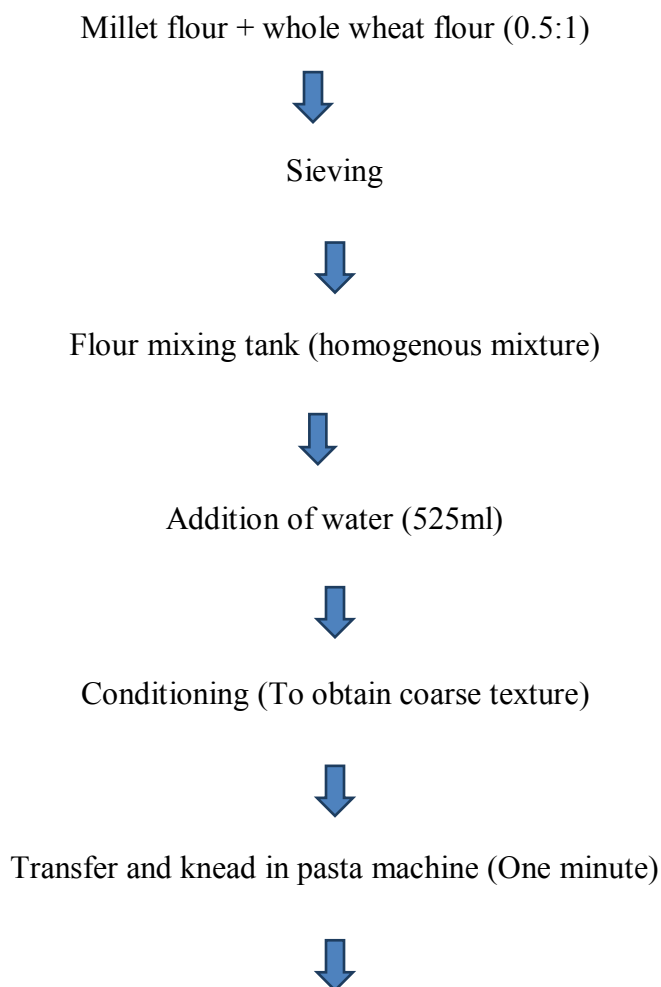 Millet flour + whole wheat flour (0.5:1)
Sieving
Flour mixing tank (homogenous mixture)
Addition of water (525ml)
Conditioning (To obtain coarse texture)
Transfer and knead in pasta machine (One minute)